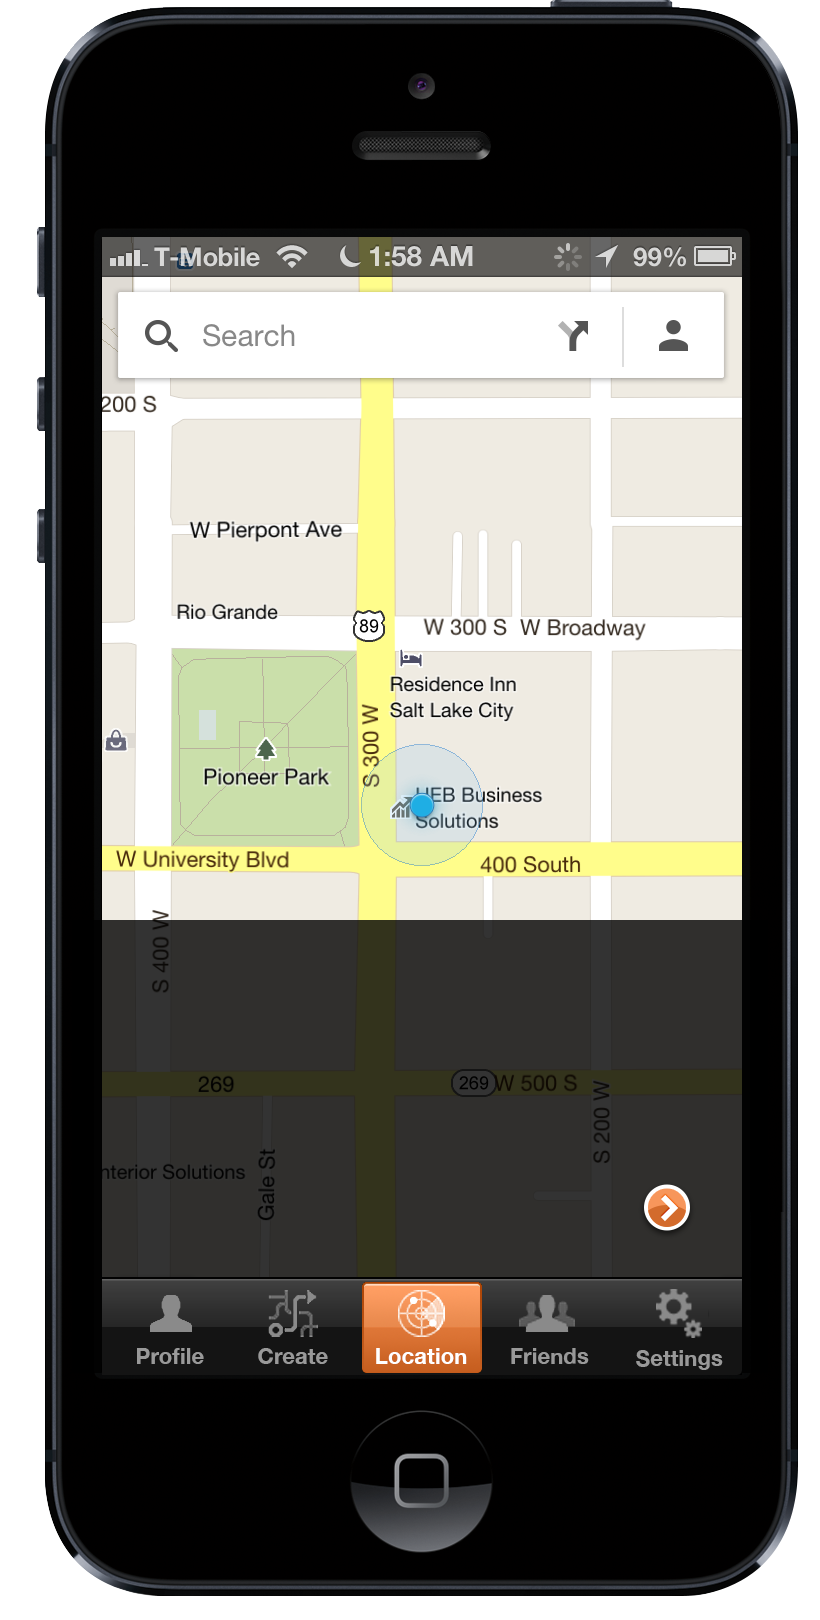 T-Mobile 1:58 AM 99%
Search
200 S
W Pierpont Ave
Rio Grande
89
W 300 S W Broadway
Residence Inn
Salt Lake City
S 300 W
Pioneer Park
HEB Business
Solutions
W University Blvd
400 South
S 400 W
269
269 W 500 S
S 200 W
nterior Solutions
Gale St
Profile Create Location Friends Settings